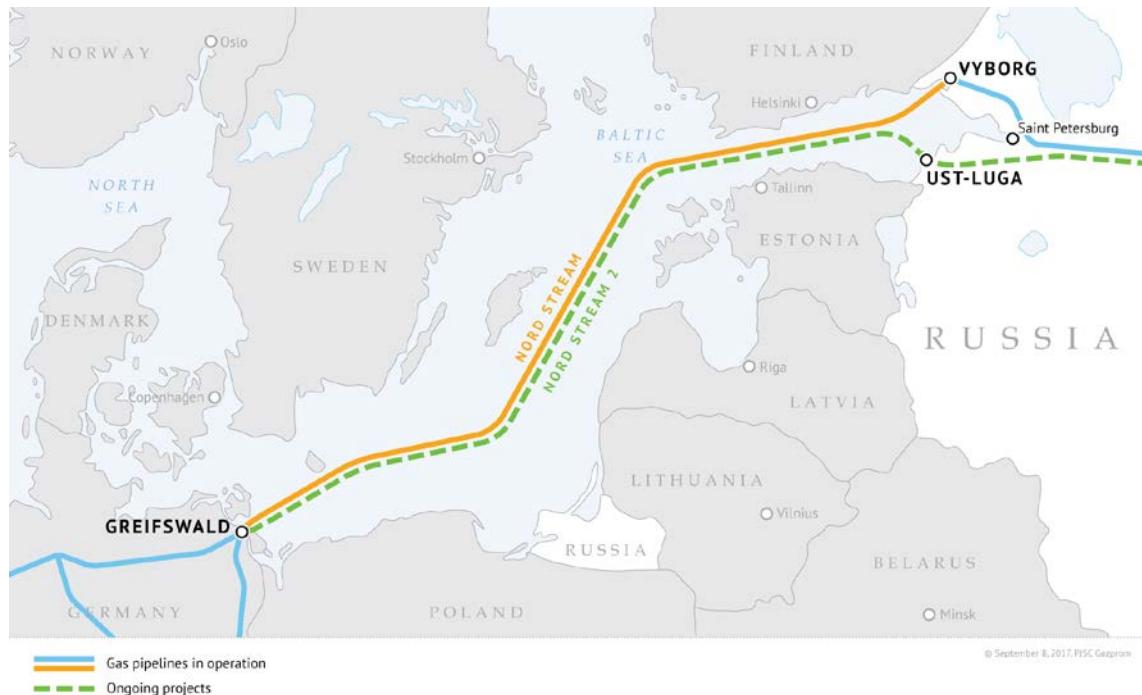 NORWAY
Oslo
FINLAND
VYBORG
Helsinki
Saint Petersburg
BALTIC
SEA
Stockholm
UST-LUGA
NORTH
SEA
Tallinn
ESTONIA
SWEDEN
NORD STREAM
NORD STREAM 2
DENMARK
RUSSIA
Riga
Copenhagen
LATVIA
LITHUANIA
Vilnius
GREIFSWALD
RUSSIA
BELARUS
GERMANY
POLAND
Minsk
Gas pipelines in operation
© September 8, 2017, PJSC Gazprom
Ongoing projects